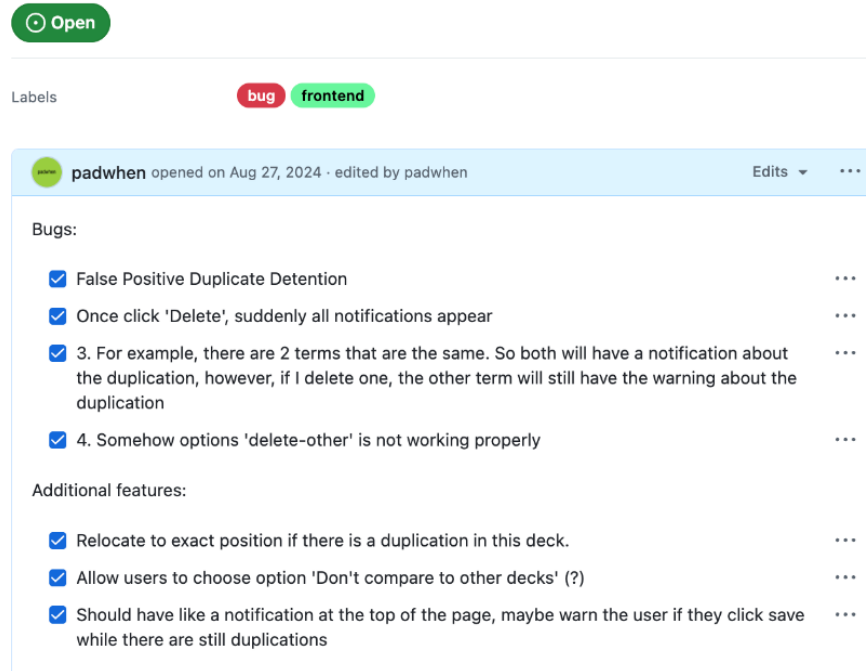 Open
Labels
bug frontend
padwhen opened on Aug 27, 2024 · edited by padwhen Edits
Bugs:
False Positive Duplicate Detention
Once click 'Delete', suddenly all notifications appear
3. For example, there are 2 terms that are the same. So both will have a notification about
the duplication, however, if I delete one, the other term will still have the warning about the
duplication
4. Somehow options 'delete-other' is not working properly
Additional features:
Relocate to exact position if there is a duplication in this deck.
Allow users to choose option 'Don't compare to other decks' (?)
Should have like a notification at the top of the page, maybe warn the user if they click save
while there are still duplications